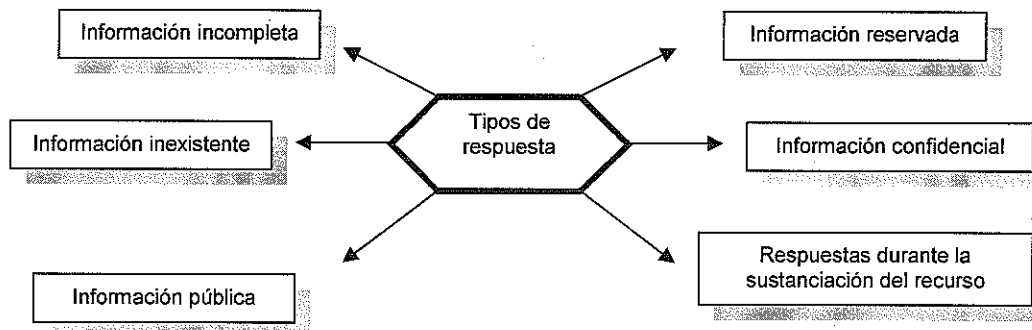 Información incompleta
Información reservada
Tipos de
respuesta
Información inexistente
Información confidencial
Información pública
Respuestas durante la
sustanciación del recurso